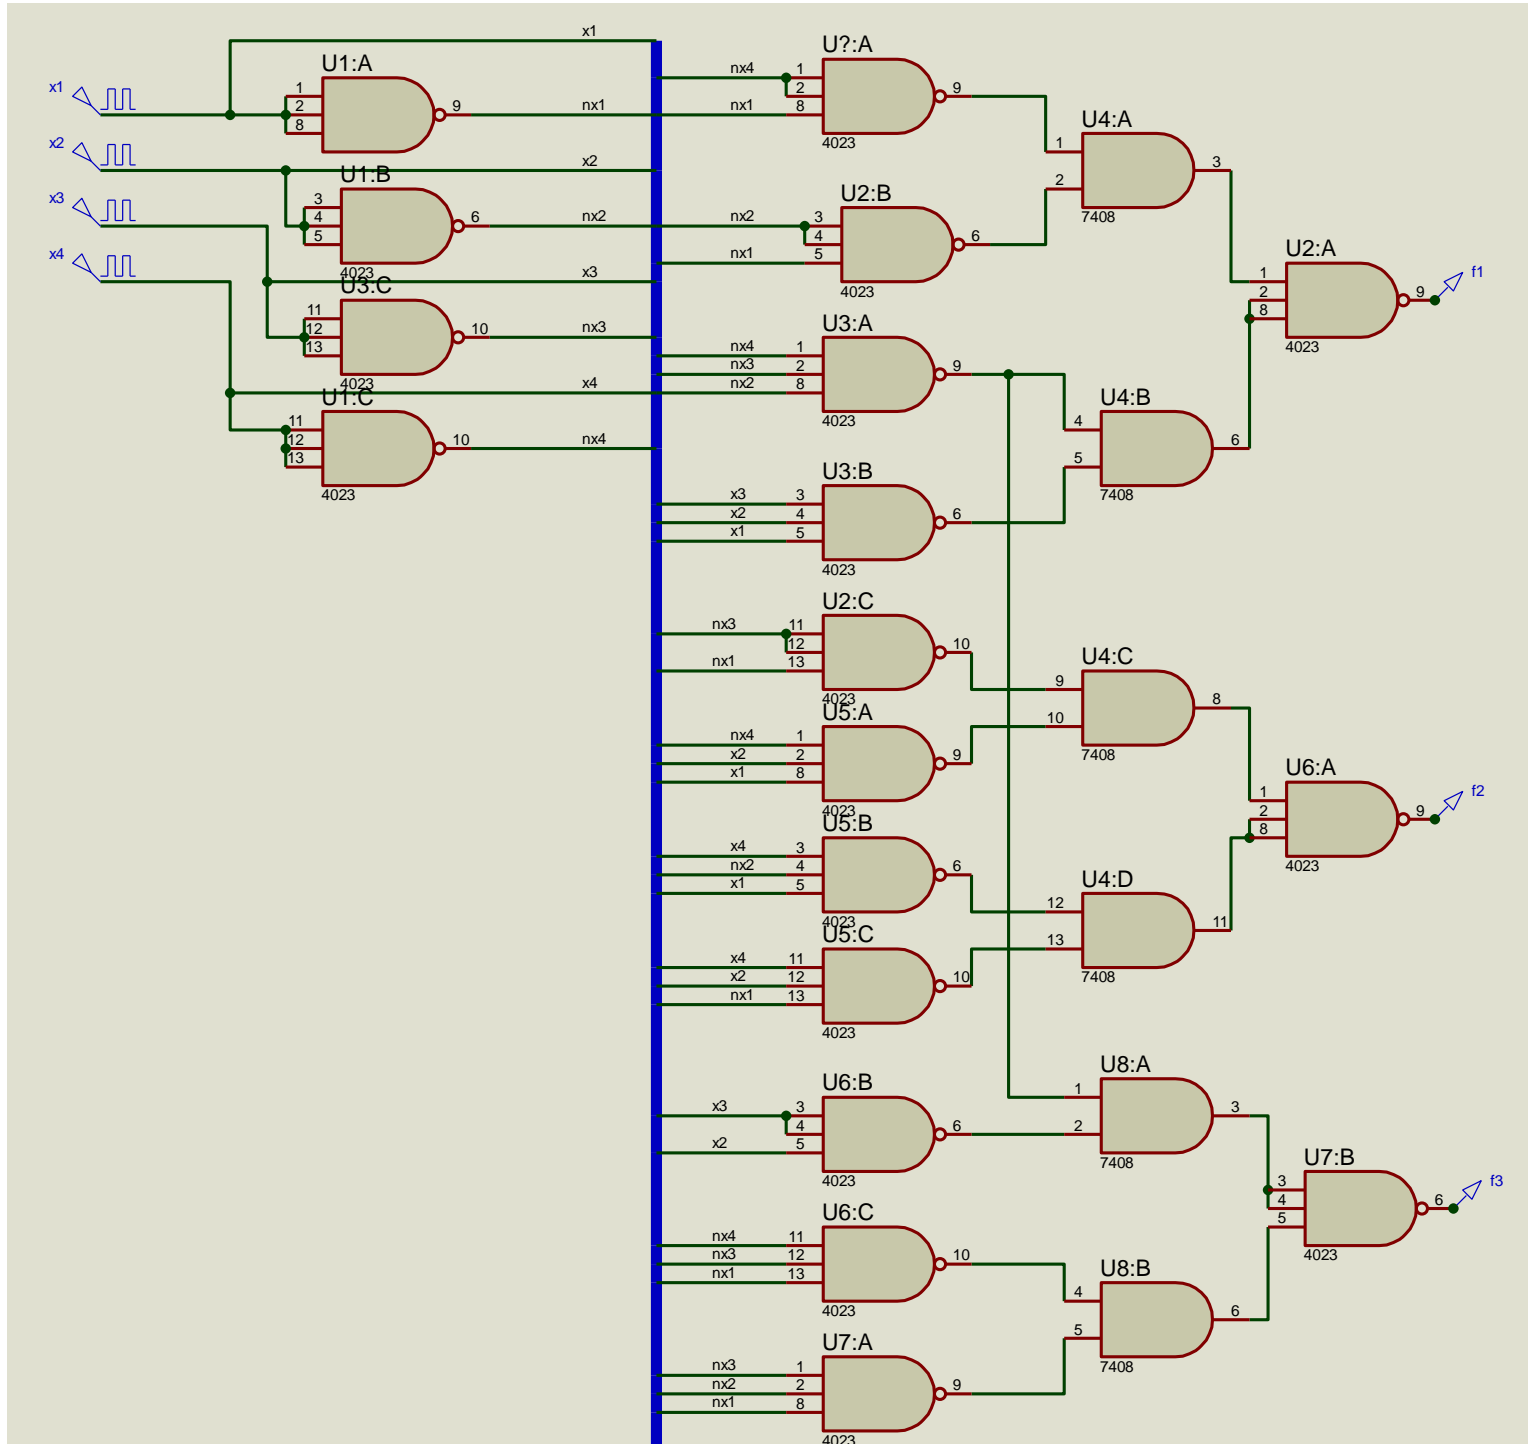 x1
U1:A
1
2
8
9
nx1
x1
x2
x2
U1:B
3
4
5
6
nx2
4023
x3
x3
U3:C
11
12
13
10
nx3
4023
x4
x4
U1:C
11
12
13
10
nx4
4023
U?:A
nx4
1
2
nx1
8
9
4023
U2:B
nx2
3
4
nx1
5
6
4023
U4:A
1
2
3
7408
U3:A
nx4
1
nx3
2
nx2
8
9
4023
U3:B
x3
3
x2
4
x1
5
6
4023
U4:B
4
5
6
7408
U2:A
1
2
8
9
f1
4023
U2:C
nx3
11
12
nx1
13
10
4023
U5:A
nx4
1
x2
2
x1
8
9
4023
U4:C
9
10
8
7408
U5:B
x4
3
nx2
4
x1
5
6
4023
U5:C
x4
11
x2
12
nx1
13
10
4023
U4:D
12
13
11
7408
U6:A
1
2
8
9
f2
4023
U6:B
x3
3
4
x2
5
6
4023
U8:A
1
2
3
7408
U6:C
nx4
11
nx3
12
nx1
13
10
4023
U7:A
nx3
1
nx2
2
nx1
8
9
4023
U8:B
4
5
6
7408
U7:B
3
4
5
6
f3
4023